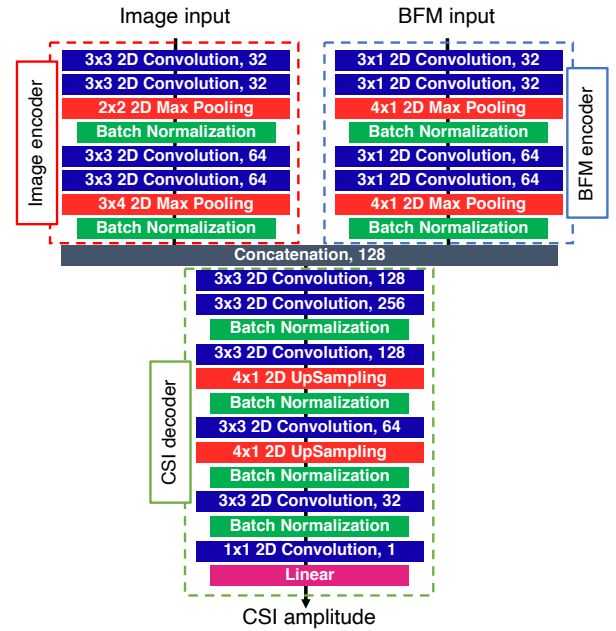 Image input
Image encoder
3x3 2D Convolution, 32
3x3 2D Convolution, 32
2x2 2D Max Pooling
Batch Normalization
3x3 2D Convolution, 64
3x3 2D Convolution, 64
3x4 2D Max Pooling
Batch Normalization
BFM input
BFM encoder
3x1 2D Convolution, 32
3x1 2D Convolution, 32
4x1 2D Max Pooling
Batch Normalization
3x1 2D Convolution, 64
3x1 2D Convolution, 64
4x1 2D Max Pooling
Batch Normalization
Concatenation, 128
CSI decoder
3x3 2D Convolution, 128
3x3 2D Convolution, 256
Batch Normalization
3x3 2D Convolution, 128
4x1 2D UpSampling
Batch Normalization
3x3 2D Convolution, 64
4x1 2D UpSampling
Batch Normalization
3x3 2D Convolution, 32
Batch Normalization
1x1 2D Convolution, 1
Linear
CSI amplitude